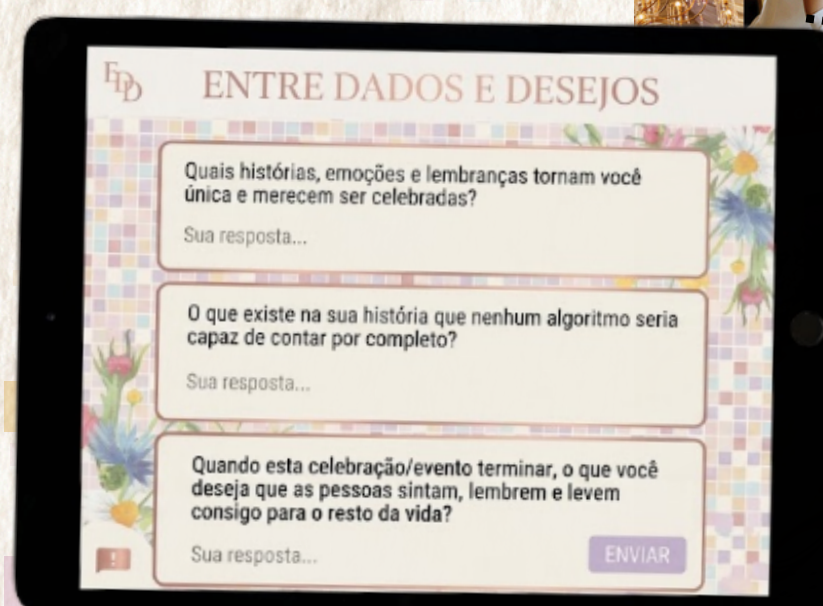 EDD
ENTRE DADOS E DESEJOS
Quais histórias, emoções e lembranças tornam você
única e merecem ser celebradas?
Sua resposta...
O que existe na sua história que nenhum algoritmo seria
capaz de contar por completo?
Sua resposta...
Quando esta celebração/evento terminar, o que você
deseja que as pessoas sintam, lembrem e levem
consigo para o resto da vida?
Sua resposta...
ENVIAR